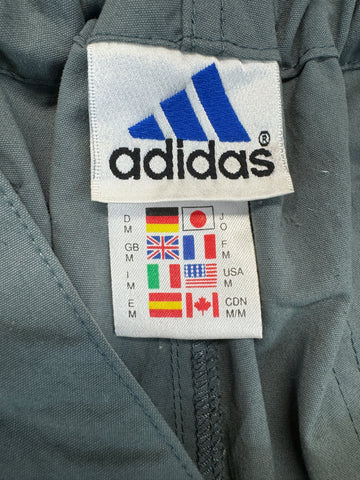 adidas®
D M J O
GB M F M
I M USA M
E M CDN M/M